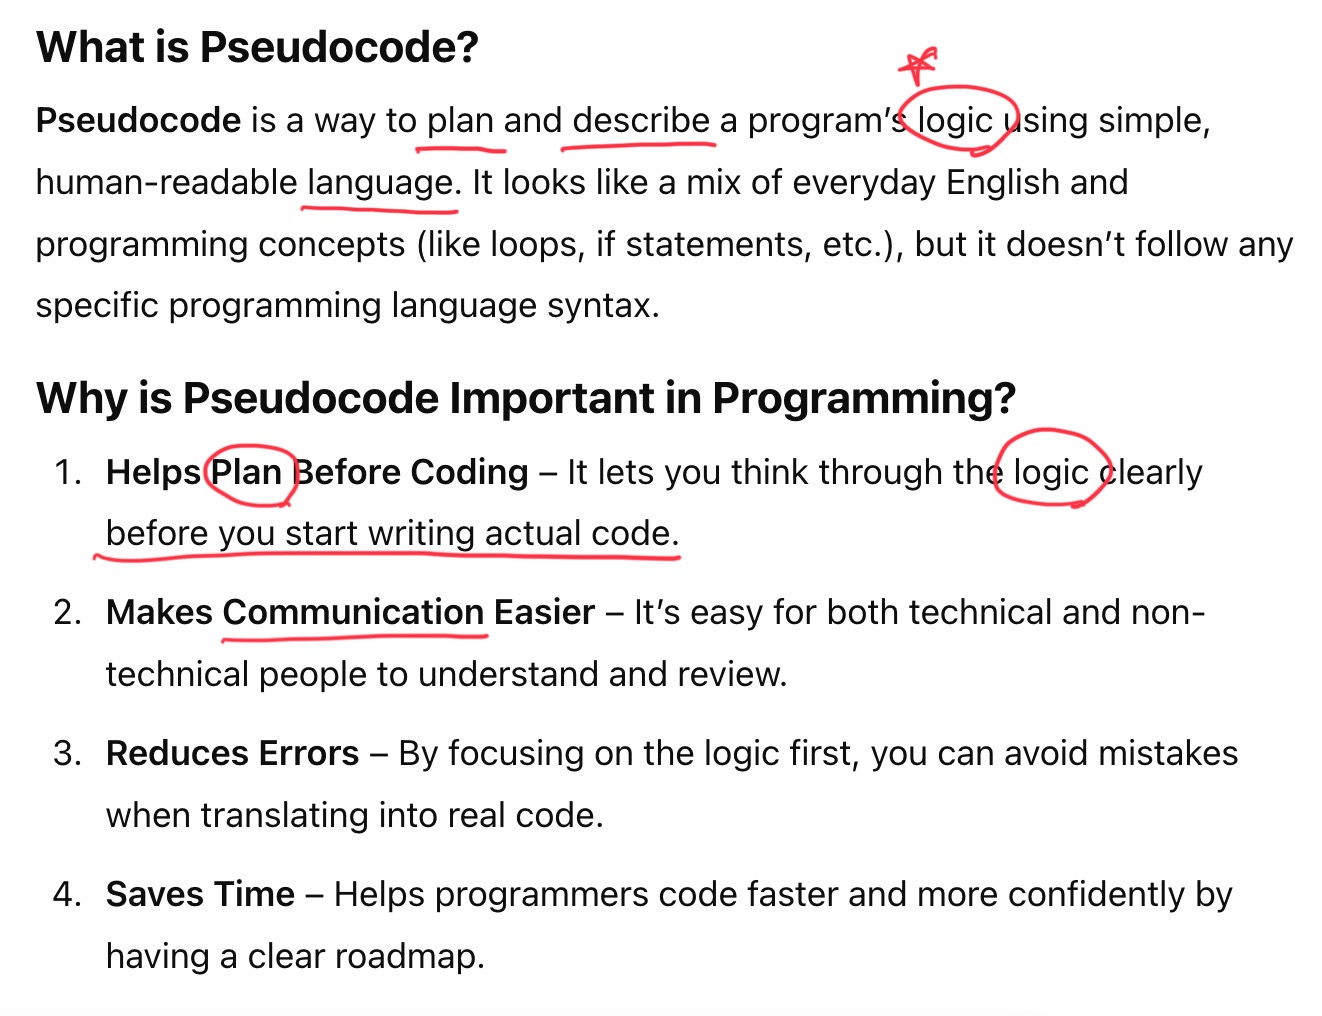 What is Pseudocode?
Pseudocode is a way to plan and describe a program's logic using simple,
human-readable language. It looks like a mix of everyday English and
programming concepts (like loops, if statements, etc.), but it doesn't follow any
specific programming language syntax.
Why is Pseudocode Important in Programming?
1. Helps Plan Before Coding – It lets you think through the logic clearly
before you start writing actual code.
2. Makes Communication Easier – It's easy for both technical and non-
technical people to understand and review.
3. Reduces Errors – By focusing on the logic first, you can avoid mistakes
when translating into real code.
4. Saves Time – Helps programmers code faster and more confidently by
having a clear roadmap.